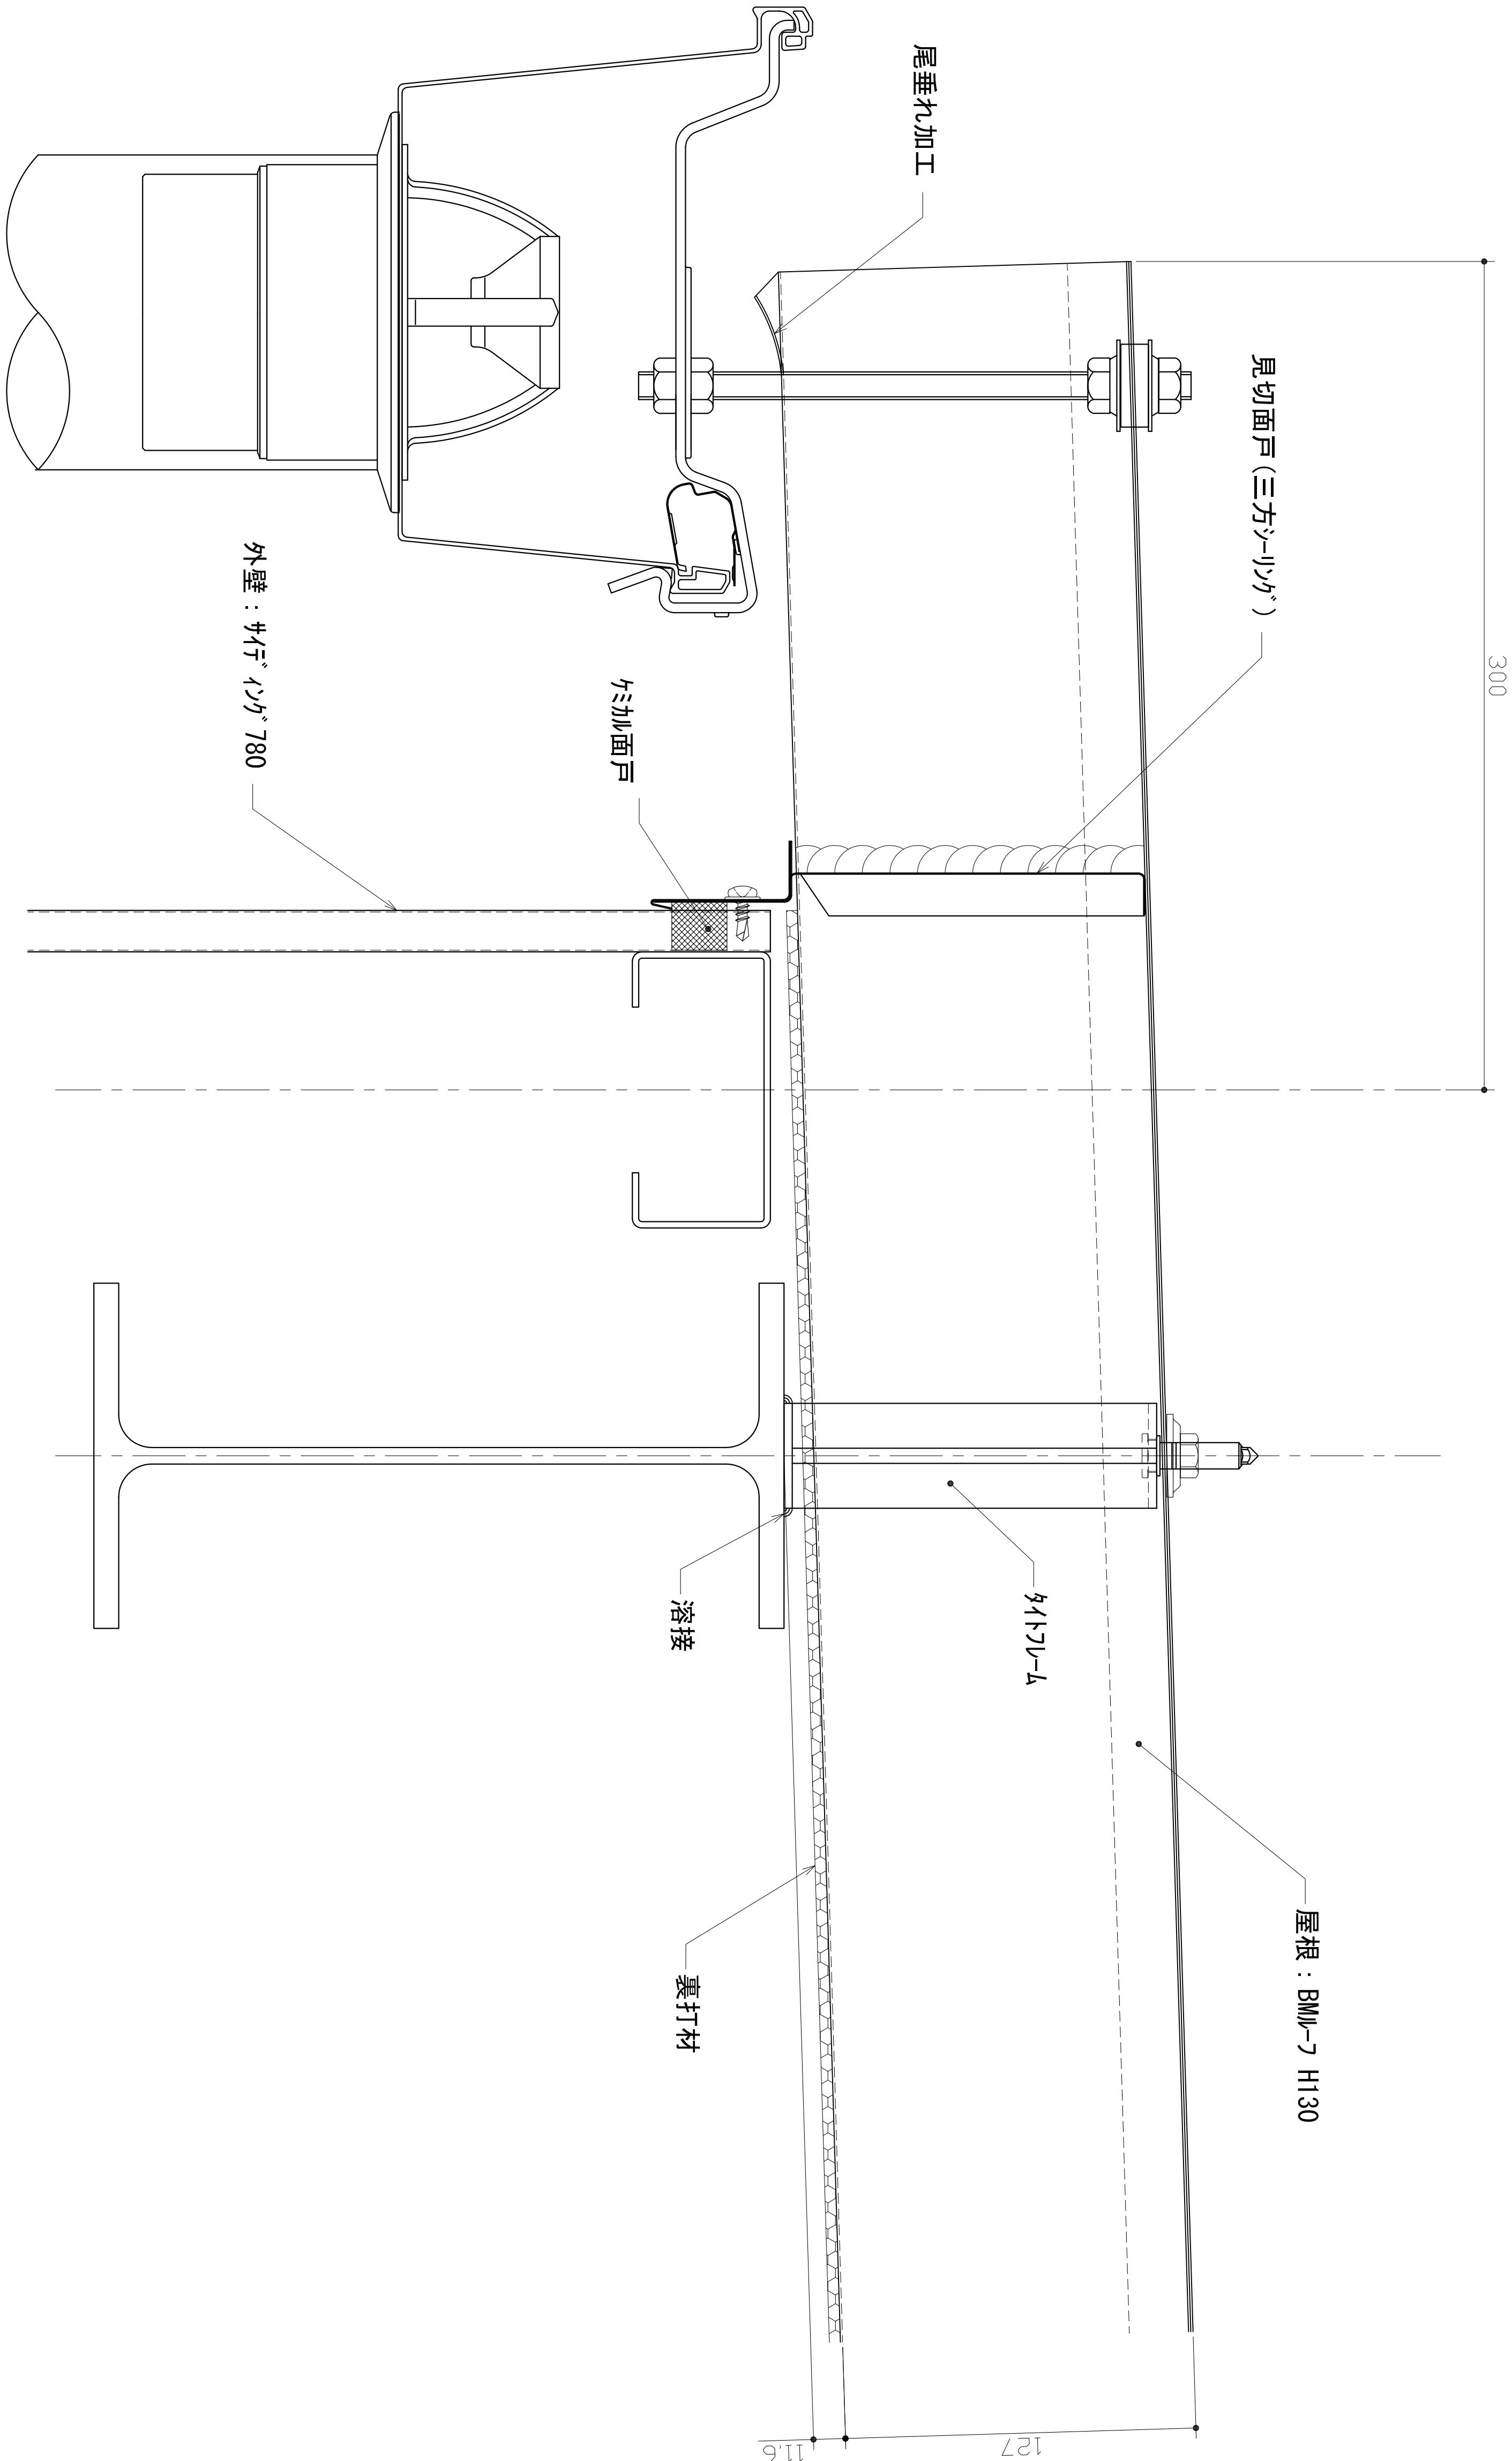 300
屋根：BMﾙｰﾌ H130
見切面戸(三方ｼｰﾘﾝｸﾞ)
ﾀｲﾄﾌﾚｰﾑ
127
尾垂れ加工
11.6
裏打材
溶接
ｹﾐｶﾙ面戸
外壁：ｻｲﾃﾞｨﾝｸﾞ780